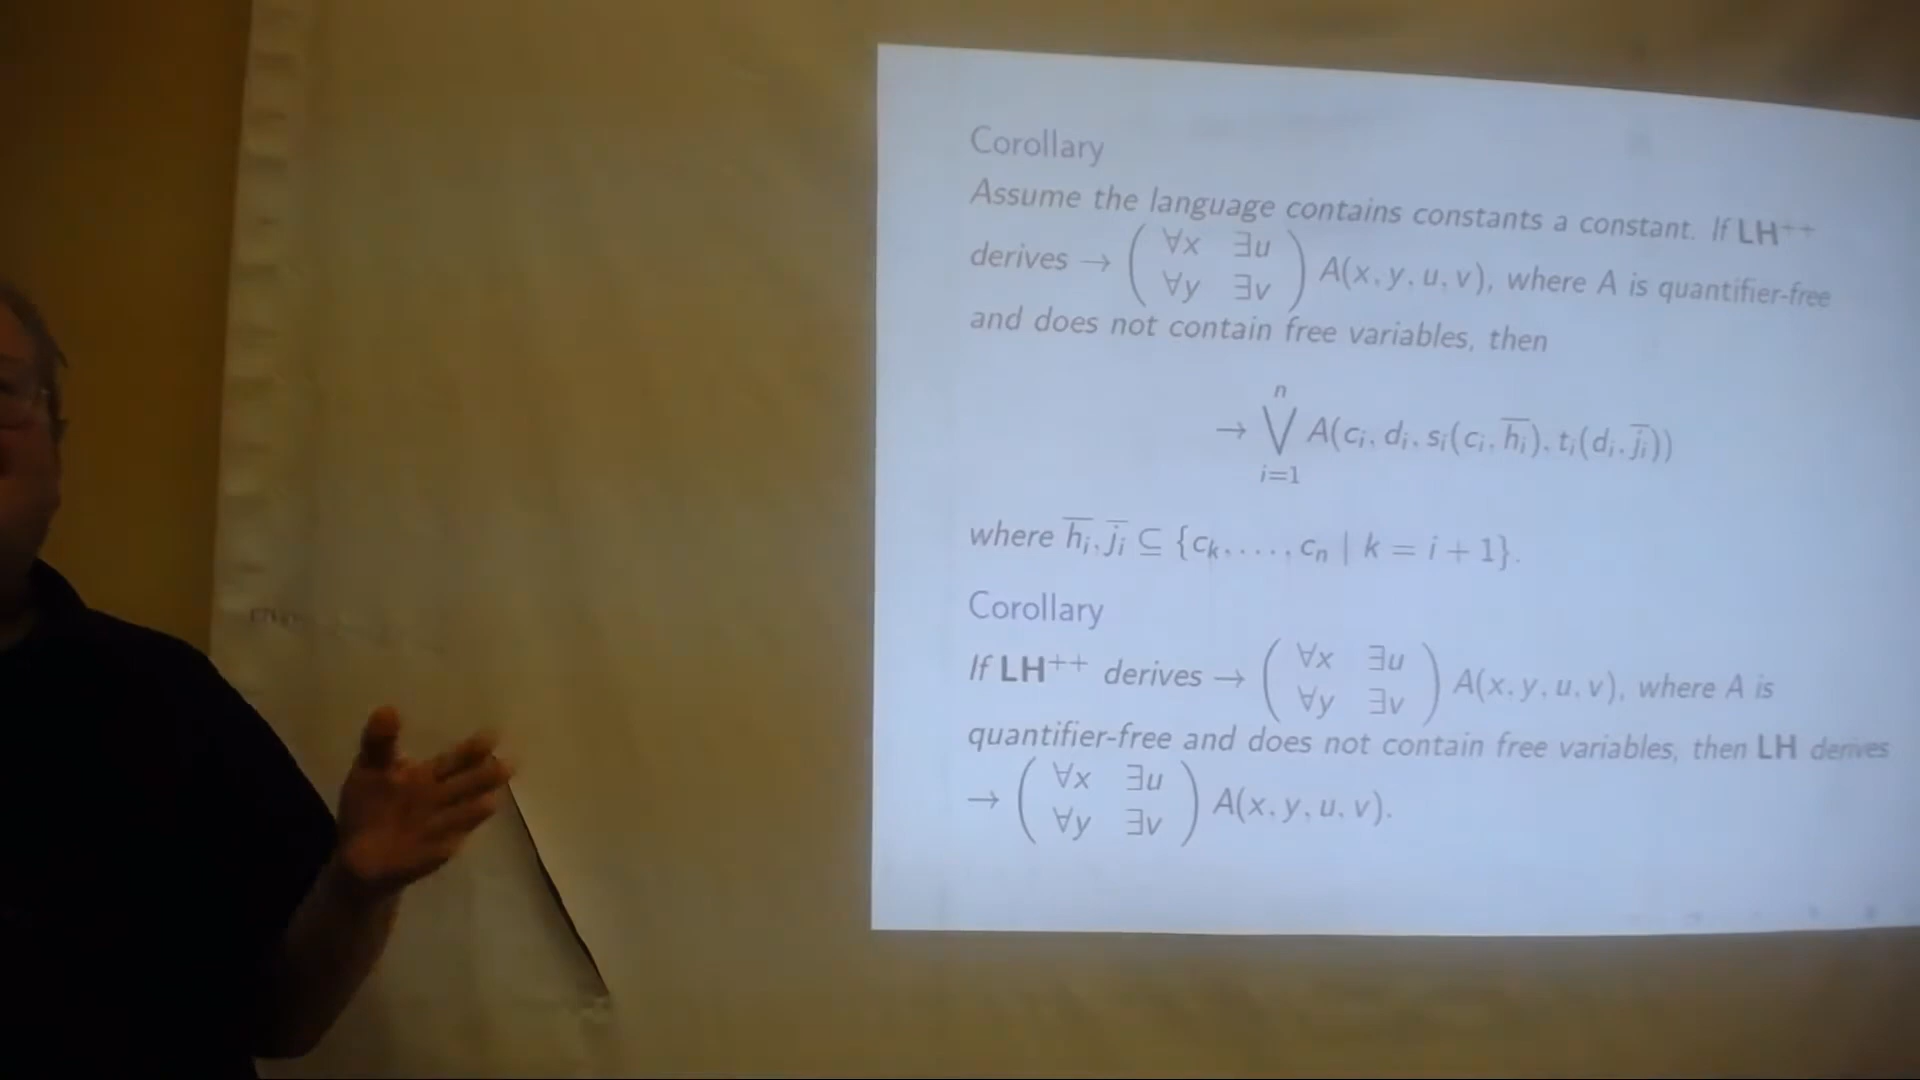 Corollary
Assume the language contains constants a constant. If LH⁺⁺
derives → ( ∀x ∃u / ∀y ∃v ) A(x, y, u, v), where A is quantifier-free
and does not contain free variables, then
n
→ ⋁ A(cᵢ, dᵢ, sᵢ(cᵢ, h̅ᵢ), tᵢ(dᵢ, j̅ᵢ))
i=1
where h̅ᵢ, j̅ᵢ ⊆ {cₖ, . . . , cₙ | k = i + 1}.
Corollary
If LH⁺⁺ derives → ( ∀x ∃u / ∀y ∃v ) A(x, y, u, v), where A is
quantifier-free and does not contain free variables, then LH derives
→ ( ∀x ∃u / ∀y ∃v ) A(x, y, u, v).